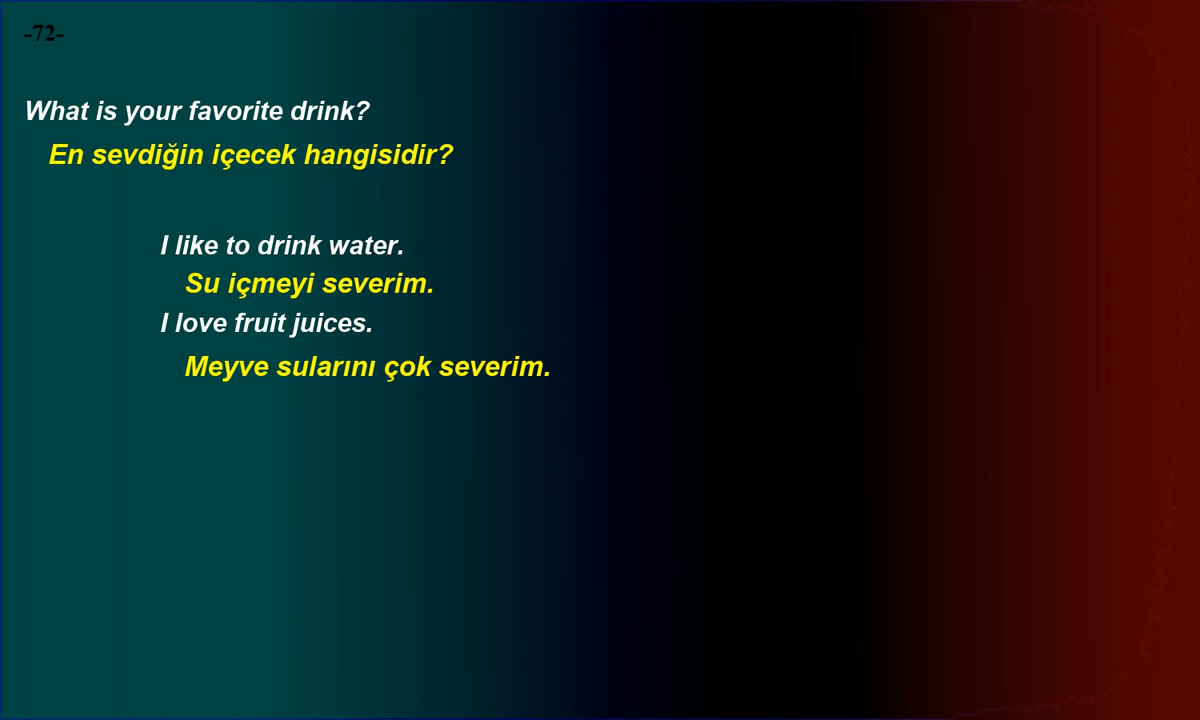 -72-
What is your favorite drink?
En sevdiğin içecek hangisidir?
I like to drink water.
Su içmeyi severim.
I love fruit juices.
Meyve sularını çok severim.